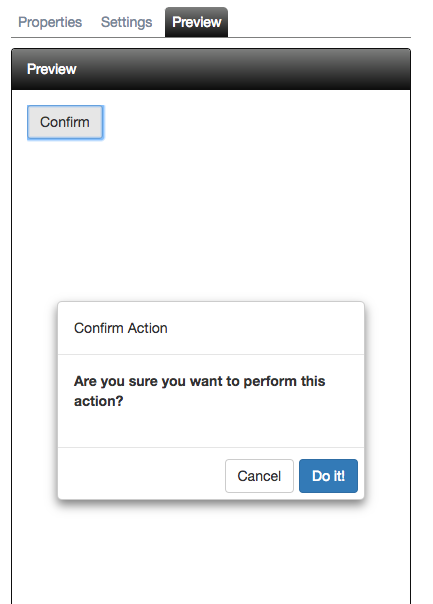 Properties Settings Preview
Preview
Confirm
Confirm Action
Are you sure you want to perform this
action?
Cancel Do it!